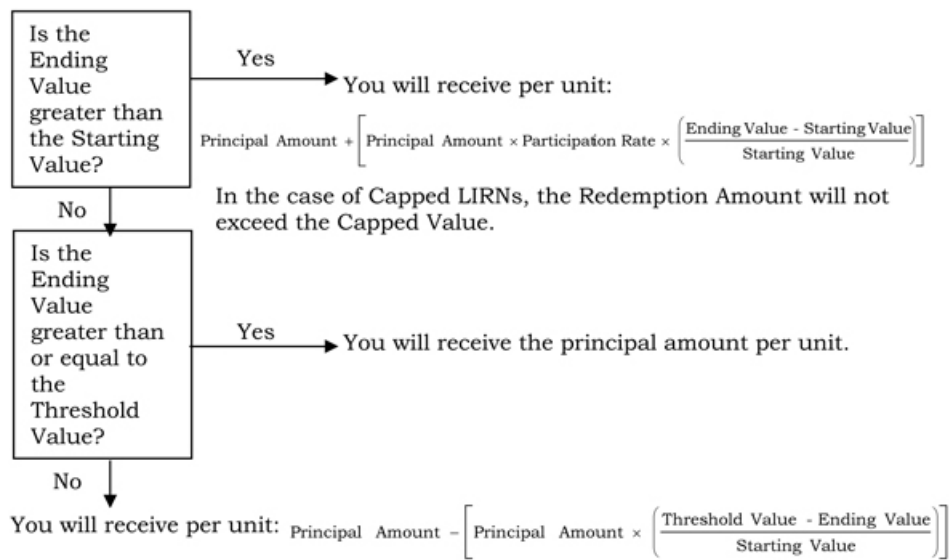 Is the
Ending
Value
greater than
the Starting
Value?
Yes
You will receive per unit:
Principal Amount + [Principal Amount × Participation Rate × (Ending Value - Starting Value
Starting Value)]
In the case of Capped LIRNs, the Redemption Amount will not
exceed the Capped Value.
No
Is the
Ending
Value
greater than
or equal to
the
Threshold
Value?
Yes
You will receive the principal amount per unit.
No
You will receive per unit: Principal Amount − [Principal Amount × (Threshold Value - Ending Value
Starting Value)]